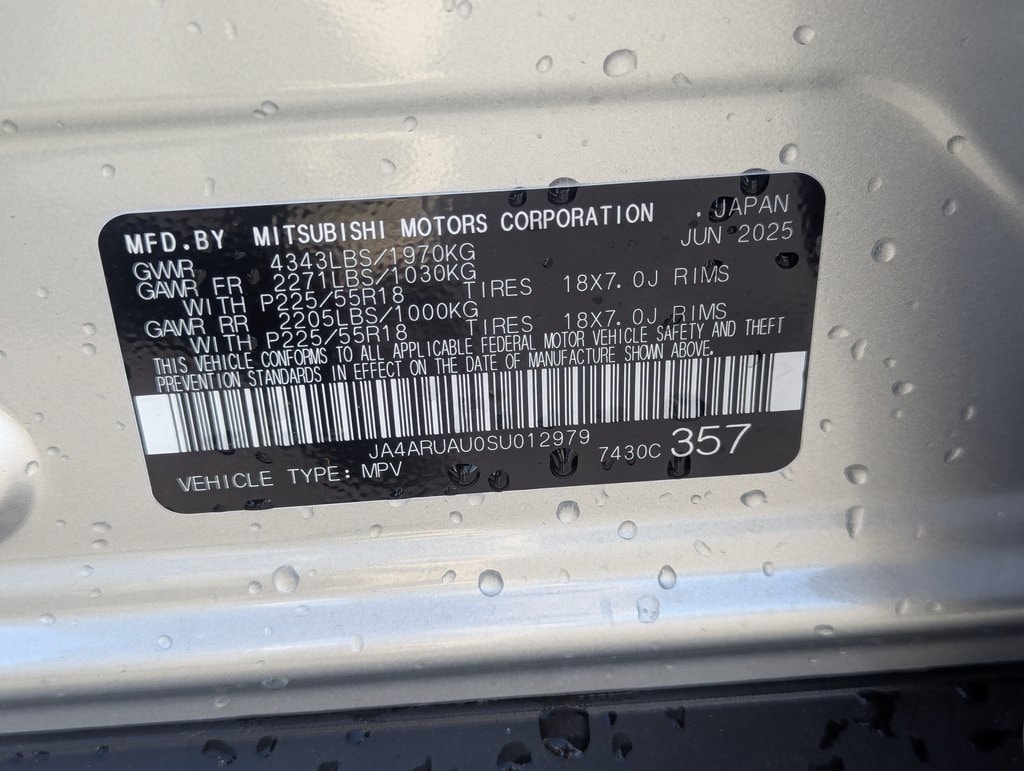 MFD.BY MITSUBISHI MOTORS CORPORATION , JAPAN
GVWR 4343LBS/1970KG JUN 2025
GAWR FR 2271LBS/1030KG
WITH P225/55R18 TIRES 18X7.0J RIMS
GAWR RR 2205LBS/1000KG
WITH P225/55R18 TIRES 18X7.0J RIMS
THIS VEHICLE CONFORMS TO ALL APPLICABLE FEDERAL MOTOR VEHICLE SAFETY AND THEFT
PREVENTION STANDARDS IN EFFECT ON THE DATE OF MANUFACTURE SHOWN ABOVE.
JA4ARUAU0SU012979
VEHICLE TYPE: MPV 7430C 357